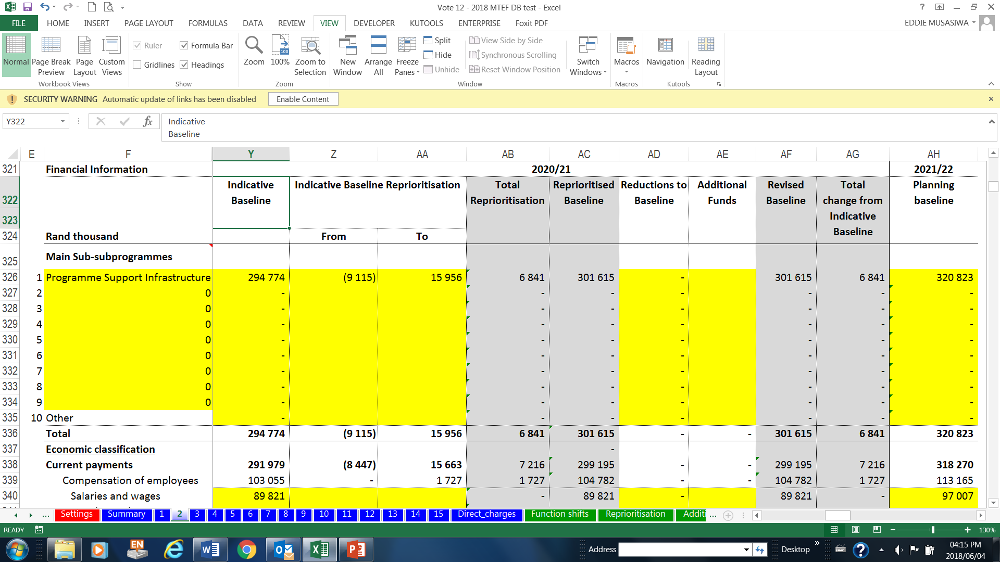 Vote 12 - 2018 MTEF DB test - Excel
FILE HOME INSERT PAGE LAYOUT FORMULAS DATA REVIEW VIEW DEVELOPER KUTOOLS ENTERPRISE Foxit PDF EDDIE MUSASIWA
Normal Page Break Preview Page Layout Custom Views
Workbook Views
Ruler Formula Bar
Gridlines Headings
Show
Zoom 100% Zoom to Selection
Zoom
New Window Arrange All Freeze Panes
Split
Hide
Unhide
View Side by Side
Synchronous Scrolling
Reset Window Position
Switch Windows
Window
Macros
Macros
Navigation Reading Layout
Kutools
SECURITY WARNING Automatic update of links has been disabled Enable Content
Y322 fx Indicative
Baseline
E F Y Z AA AB AC AD AE AF AG AH
321 Financial Information 2020/21 2021/22
322 Indicative Baseline Indicative Baseline Reprioritisation Total Reprioritisation Reprioritised Baseline Reductions to Baseline Additional Funds Revised Baseline Total change from Indicative Baseline Planning baseline
323
324 Rand thousand From To
325 Main Sub-subprogrammes
326 1 Programme Support Infrastructure 294 774 (9 115) 15 956 6 841 301 615 - 301 615 6 841 320 823
327 2 0 - - - - - - -
328 3 0 - - - - - - -
329 4 0 - - - - - - -
330 5 0 - - - - - - -
331 6 0 - - - - - - -
332 7 0 - - - - - - -
333 8 0 - - - - - - -
334 9 0 - - - - - - -
335 10 Other - - - - - - -
336 Total 294 774 (9 115) 15 956 6 841 301 615 - - 301 615 6 841 320 823
337 Economic classification -
338 Current payments 291 979 (8 447) 15 663 7 216 299 195 - - 299 195 7 216 318 270
339 Compensation of employees 103 055 - 1 727 1 727 104 782 - - 104 782 1 727 113 165
340 Salaries and wages 89 821 - 89 821 - 89 821 - 97 007
... Settings Summary 1 2 3 4 5 6 7 8 9 10 11 12 13 14 15 Direct_charges Function shifts Reprioritisation Additi ...
READY 130%
EN Address Desktop 04:15 PM
2018/06/04